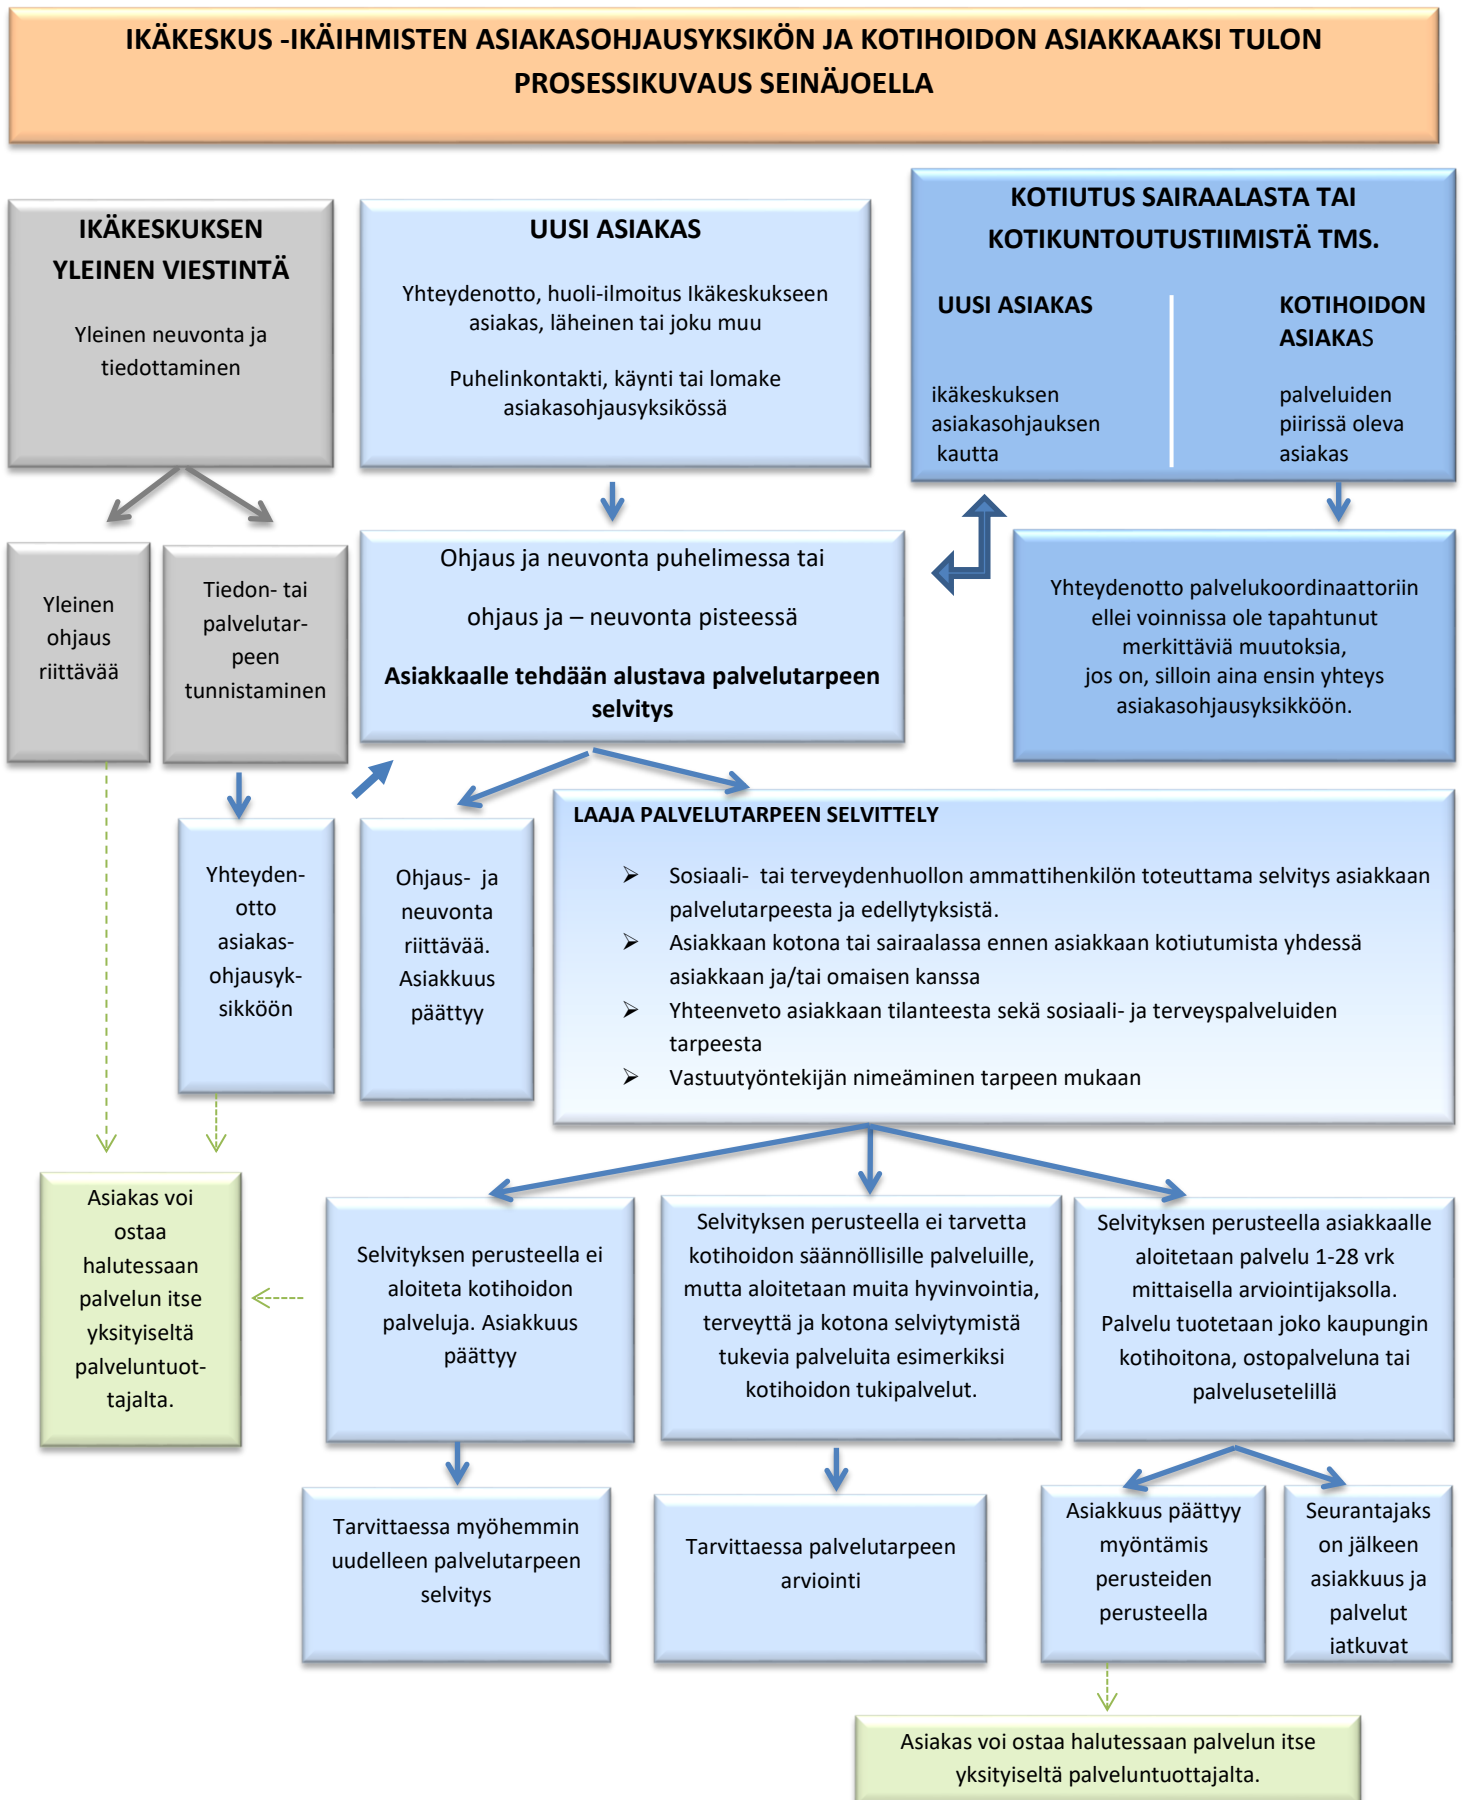 IKÄKESKUS -IKÄIHMISTEN ASIAKASOHJAUSYKSIKÖN JA KOTIHOIDON ASIAKKAAKSI TULON
PROSESSIKUVAUS SEINÄJOELLA
IKÄKESKUKSEN
YLEINEN VIESTINTÄ
Yleinen neuvonta ja
tiedottaminen
UUSI ASIAKAS
Yhteydenotto, huoli-ilmoitus Ikäkeskukseen
asiakas, läheinen tai joku muu
Puhelinkontakti, käynti tai lomake
asiakasohjausyksikössä
KOTIUTUS SAIRAALASTA TAI
KOTIKUNTOUTUSTIIMISTÄ TMS.
UUSI ASIAKAS
ikäkeskuksen
asiakasohjauksen
kautta
KOTIHOIDON
ASIAKAS
palveluiden
piirissä oleva
asiakas
Yleinen
ohjaus
riittävää
Tiedon- tai
palvelutar-
peen
tunnistaminen
Ohjaus ja neuvonta puhelimessa tai
ohjaus ja – neuvonta pisteessä
Asiakkaalle tehdään alustava palvelutarpeen
selvitys
Yhteydenotto palvelukoordinaattoriin
ellei voinnissa ole tapahtunut
merkittäviä muutoksia,
jos on, silloin aina ensin yhteys
asiakasohjausyksikköön.
Yhteyden-
otto
asiakas-
ohjausyk-
sikköön
Ohjaus- ja
neuvonta
riittävää.
Asiakkuus
päättyy
LAAJA PALVELUTARPEEN SELVITTELY
➢ Sosiaali- tai terveydenhuollon ammattihenkilön toteuttama selvitys asiakkaan
palvelutarpeesta ja edellytyksistä.
➢ Asiakkaan kotona tai sairaalassa ennen asiakkaan kotiutumista yhdessä
asiakkaan ja/tai omaisen kanssa
➢ Yhteenveto asiakkaan tilanteesta sekä sosiaali- ja terveyspalveluiden
tarpeesta
➢ Vastuutyöntekijän nimeäminen tarpeen mukaan
Asiakas voi
ostaa
halutessaan
palvelun itse
yksityiseltä
palveluntuot-
tajalta.
Selvityksen perusteella ei
aloiteta kotihoidon
palveluja. Asiakkuus
päättyy
Selvityksen perusteella ei tarvetta
kotihoidon säännöllisille palveluille,
mutta aloitetaan muita hyvinvointia,
terveyttä ja kotona selviytymistä
tukevia palveluita esimerkiksi
kotihoidon tukipalvelut.
Selvityksen perusteella asiakkaalle
aloitetaan palvelu 1-28 vrk
mittaisella arviointijaksolla.
Palvelu tuotetaan joko kaupungin
kotihoitona, ostopalveluna tai
palvelusetelillä
Tarvittaessa myöhemmin
uudelleen palvelutarpeen
selvitys
Tarvittaessa palvelutarpeen
arviointi
Asiakkuus päättyy
myöntämis
perusteiden
perusteella
Seurantajaks
on jälkeen
asiakkuus ja
palvelut
jatkuvat
Asiakas voi ostaa halutessaan palvelun itse
yksityiseltä palveluntuottajalta.